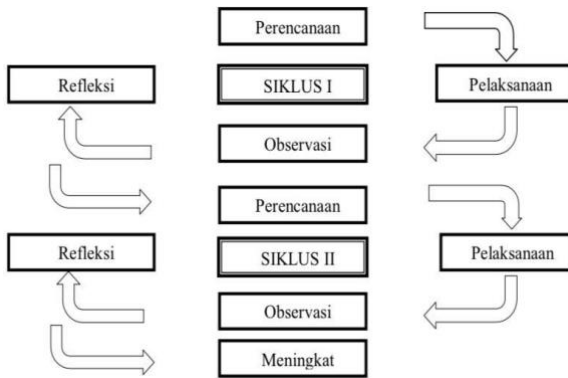 Perencanaan
Refleksi
SIKLUS I
Pelaksanaan
Observasi
Perencanaan
Refleksi
SIKLUS II
Pelaksanaan
Observasi
Meningkat